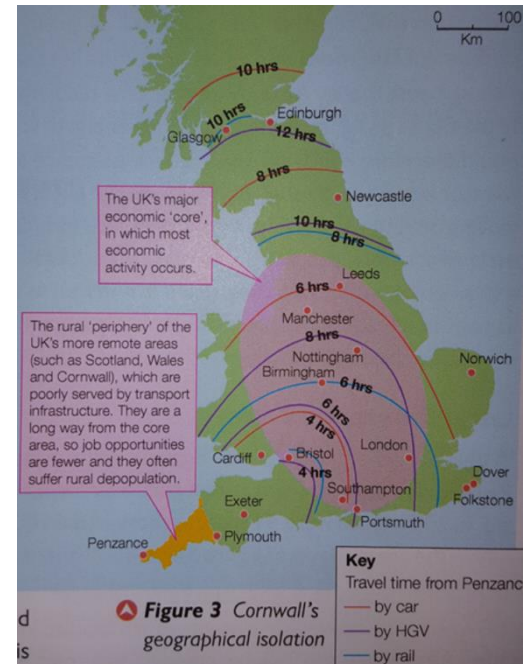 0 100
Km
10 hrs
10 hrs
Edinburgh
Glasgow
12 hrs
8 hrs
Newcastle
The UK's major
economic 'core',
in which most
economic
activity occurs.
10 hrs
8 hrs
Leeds
6 hrs
Manchester
8 hrs
Nottingham
Norwich
Birmingham
6 hrs
The rural 'periphery' of the
UK's more remote areas
(such as Scotland, Wales
and Cornwall), which are
poorly served by transport
infrastructure. They are a
long way from the core
area, so job opportunities
are fewer and they often
suffer rural depopulation.
6 hrs
4 hrs
London
Cardiff
Bristol
4 hrs
Dover
Southampton
Folkstone
Exeter
Portsmouth
Plymouth
Penzance
Key
Travel time from Penzanc
by car
by HGV
by rail
Figure 3 Cornwall's
geographical isolation
d
is